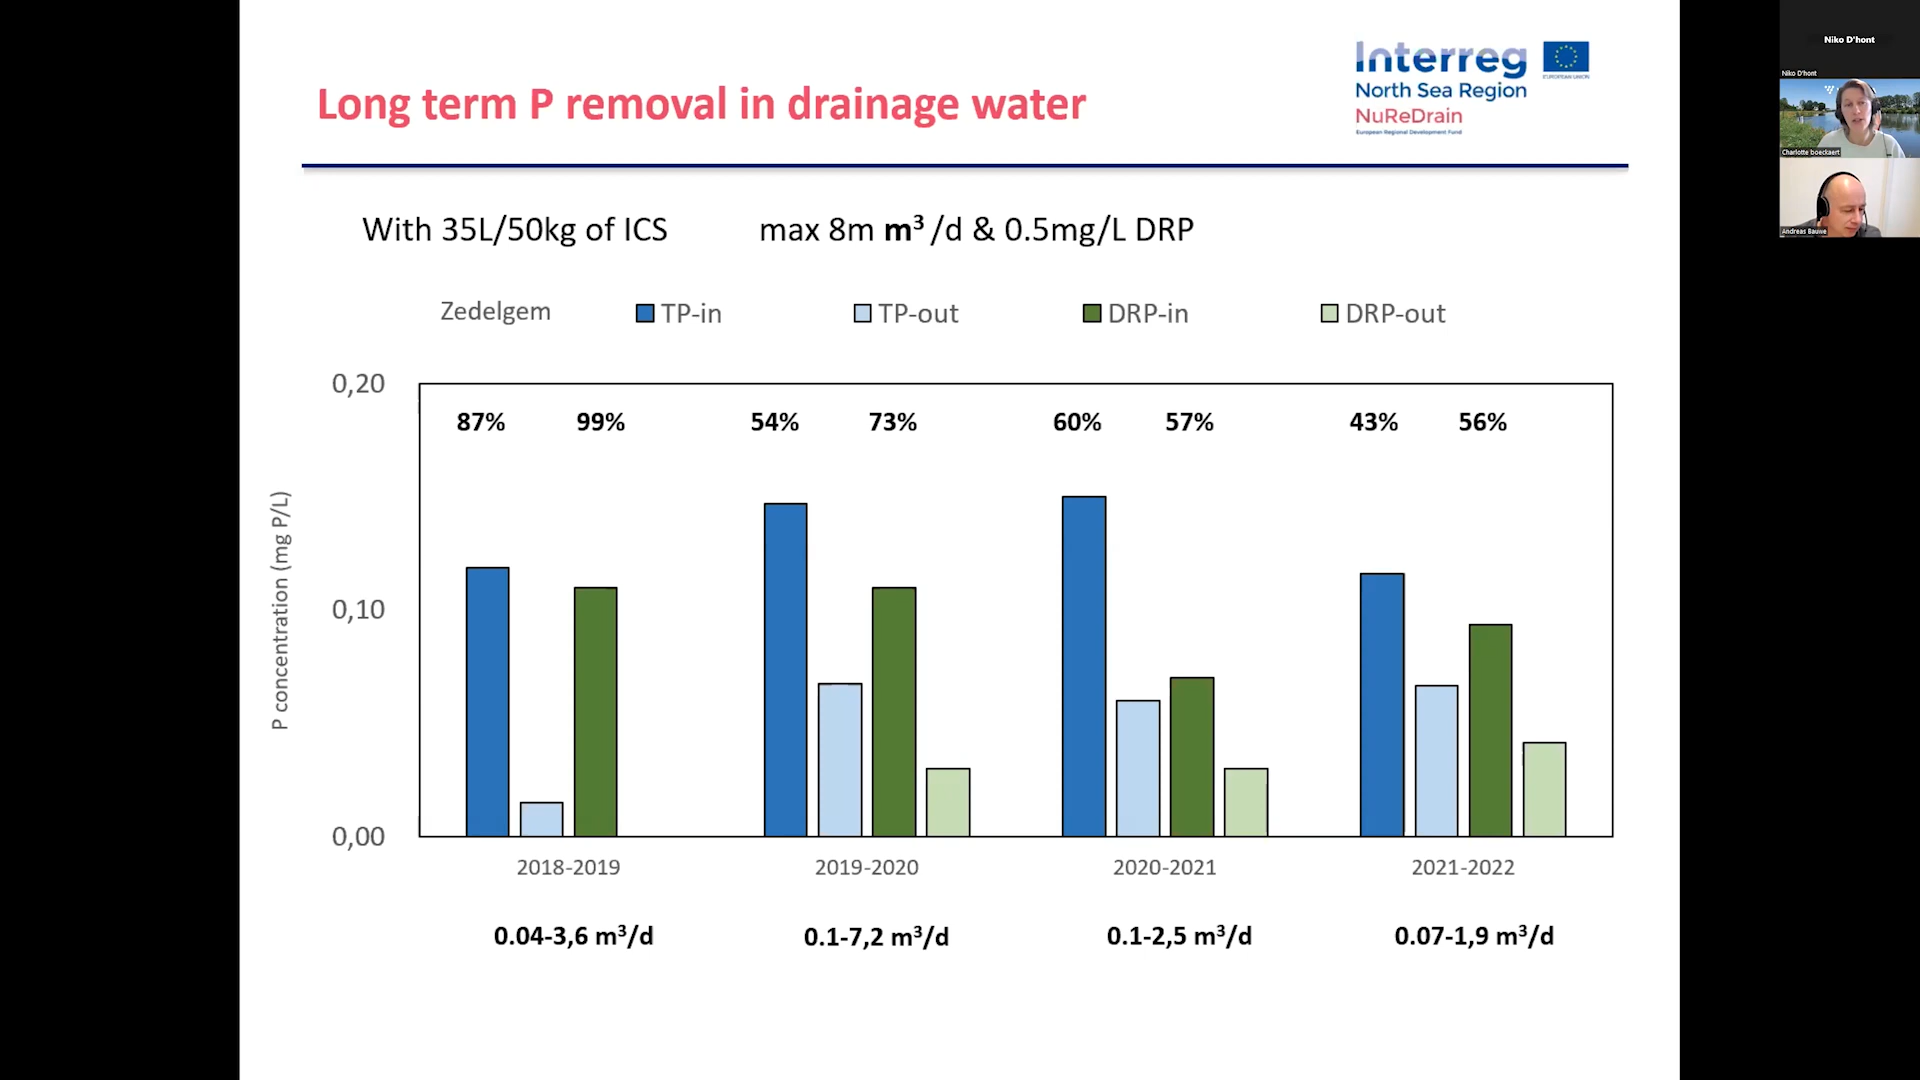 Niko D'hont
Niko D'hont
Charlotte boeckaert
Andreas Bauwe
Interreg
EUROPEAN UNION
North Sea Region
NuReDrain
European Regional Development Fund
Long term P removal in drainage water
With 35L/50kg of ICS max 8m m³ /d & 0.5mg/L DRP
Zedelgem TP-in TP-out DRP-in DRP-out
P concentration (mg P/L)
0,20
0,10
0,00
87% 99% 54% 73% 60% 57% 43% 56%
2018-2019 2019-2020 2020-2021 2021-2022
0.04-3,6 m³/d 0.1-7,2 m³/d 0.1-2,5 m³/d 0.07-1,9 m³/d